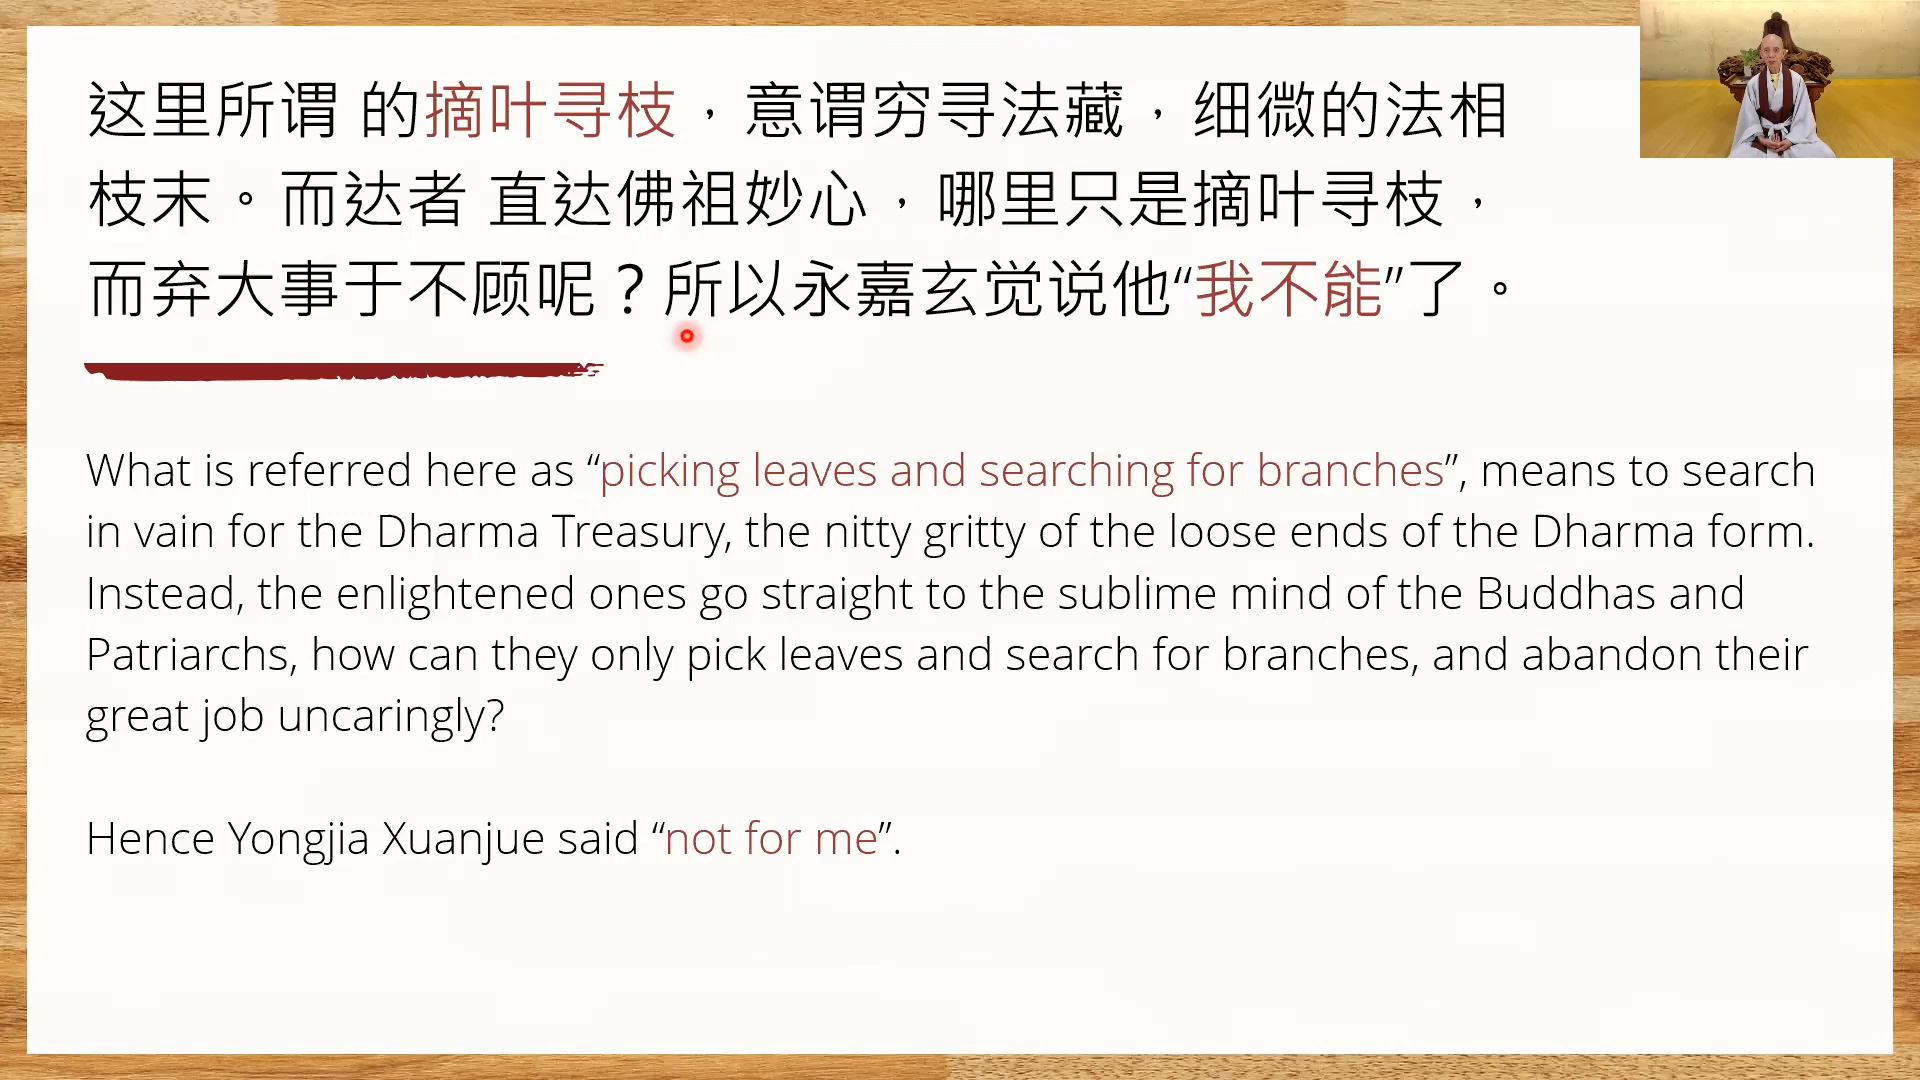 这里所谓 的摘叶寻枝，意谓穷寻法藏，细微的法相
枝末。而达者 直达佛祖妙心，哪里只是摘叶寻枝，
而弃大事于不顾呢？所以永嘉玄觉说他“我不能”了。
What is referred here as “picking leaves and searching for branches”, means to search
in vain for the Dharma Treasury, the nitty gritty of the loose ends of the Dharma form.
Instead, the enlightened ones go straight to the sublime mind of the Buddhas and
Patriarchs, how can they only pick leaves and search for branches, and abandon their
great job uncaringly?
Hence Yongjia Xuanjue said “not for me”.